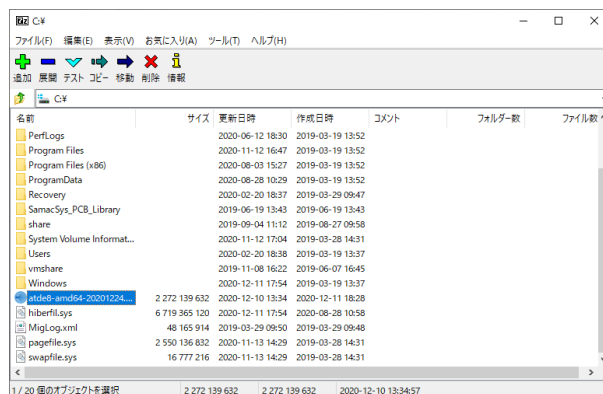 7z C:¥
ファイル(F) 編集(E) 表示(V) お気に入り(A) ツール(T) ヘルプ(H)
追加 展開 テスト コピー 移動 削除 情報
C:¥
名前 サイズ 更新日時 作成日時 コメント フォルダー数 ファイル数
PerfLogs 2020-06-12 18:30 2019-03-19 13:52
Program Files 2020-11-12 16:47 2019-03-19 13:52
Program Files (x86) 2020-08-03 15:27 2019-03-19 13:52
ProgramData 2020-08-28 10:29 2019-03-19 13:52
Recovery 2020-02-20 18:37 2019-03-29 09:47
SamacSys_PCB_Library 2019-06-19 13:43 2019-06-19 13:43
share 2019-09-04 11:12 2019-08-27 09:58
System Volume Informat... 2020-11-12 17:04 2019-03-28 14:31
Users 2020-02-20 18:38 2019-03-19 13:37
vmshare 2019-11-08 16:22 2019-06-07 16:45
Windows 2020-12-11 17:54 2019-03-19 13:37
atde8-amd64-20201224.... 2 272 139 632 2020-12-10 13:34 2020-12-11 18:28
hiberfil.sys 6 719 365 120 2020-12-11 17:54 2020-08-28 10:58
MigLog.xml 48 165 914 2019-03-29 09:50 2019-03-29 09:48
pagefile.sys 2 550 136 832 2020-11-13 14:29 2019-03-28 14:31
swapfile.sys 16 777 216 2020-11-13 14:29 2019-03-28 14:31
1 / 20 個のオブジェクトを選択 2 272 139 632 2 272 139 632 2020-12-10 13:34:57